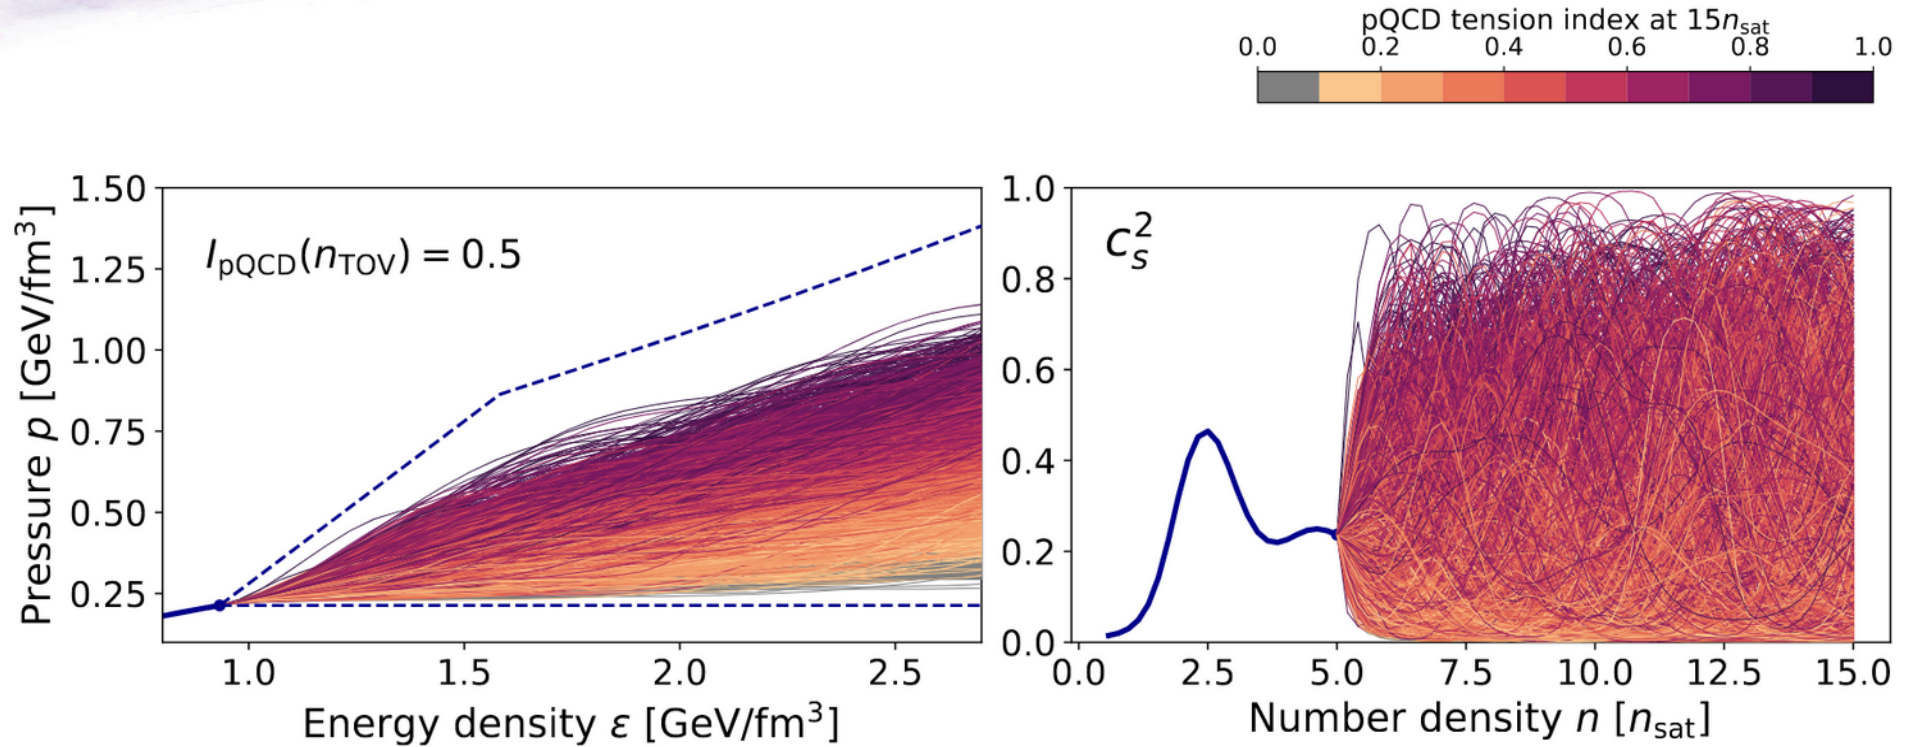 pQCD tension index at 15n_sat
0.0 0.2 0.4 0.6 0.8 1.0
1.50
1.25
1.00
0.75
0.50
0.25
Pressure p [GeV/fm³]
I_pQCD(n_TOV) = 0.5
1.0 1.5 2.0 2.5
Energy density ε [GeV/fm³]
1.0
0.8
0.6
0.4
0.2
0.0
c_s²
0.0 2.5 5.0 7.5 10.0 12.5 15.0
Number density n [n_sat]